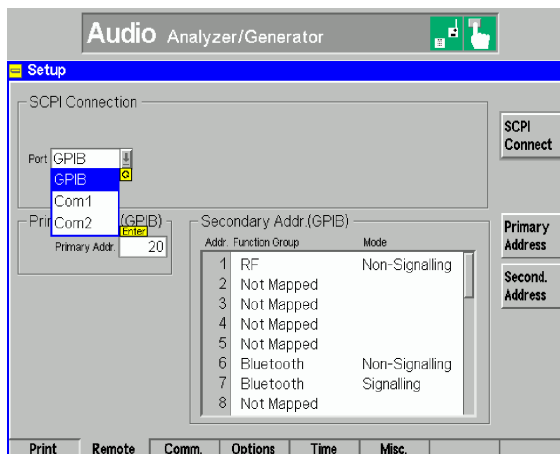 Audio Analyzer/Generator
Setup
SCPI Connection
SCPI
Connect
Port GPIB
G
GPIB
Com1
Com2
Enter
(GPIB)
Primary Addr. 20
Secondary Addr.(GPIB)
Addr. Function Group Mode
1 RF Non-Signalling
2 Not Mapped
3 Not Mapped
4 Not Mapped
5 Not Mapped
6 Bluetooth Non-Signalling
7 Bluetooth Signalling
8 Not Mapped
Primary
Address
Second.
Address
Print Remote Comm. Options Time Misc.